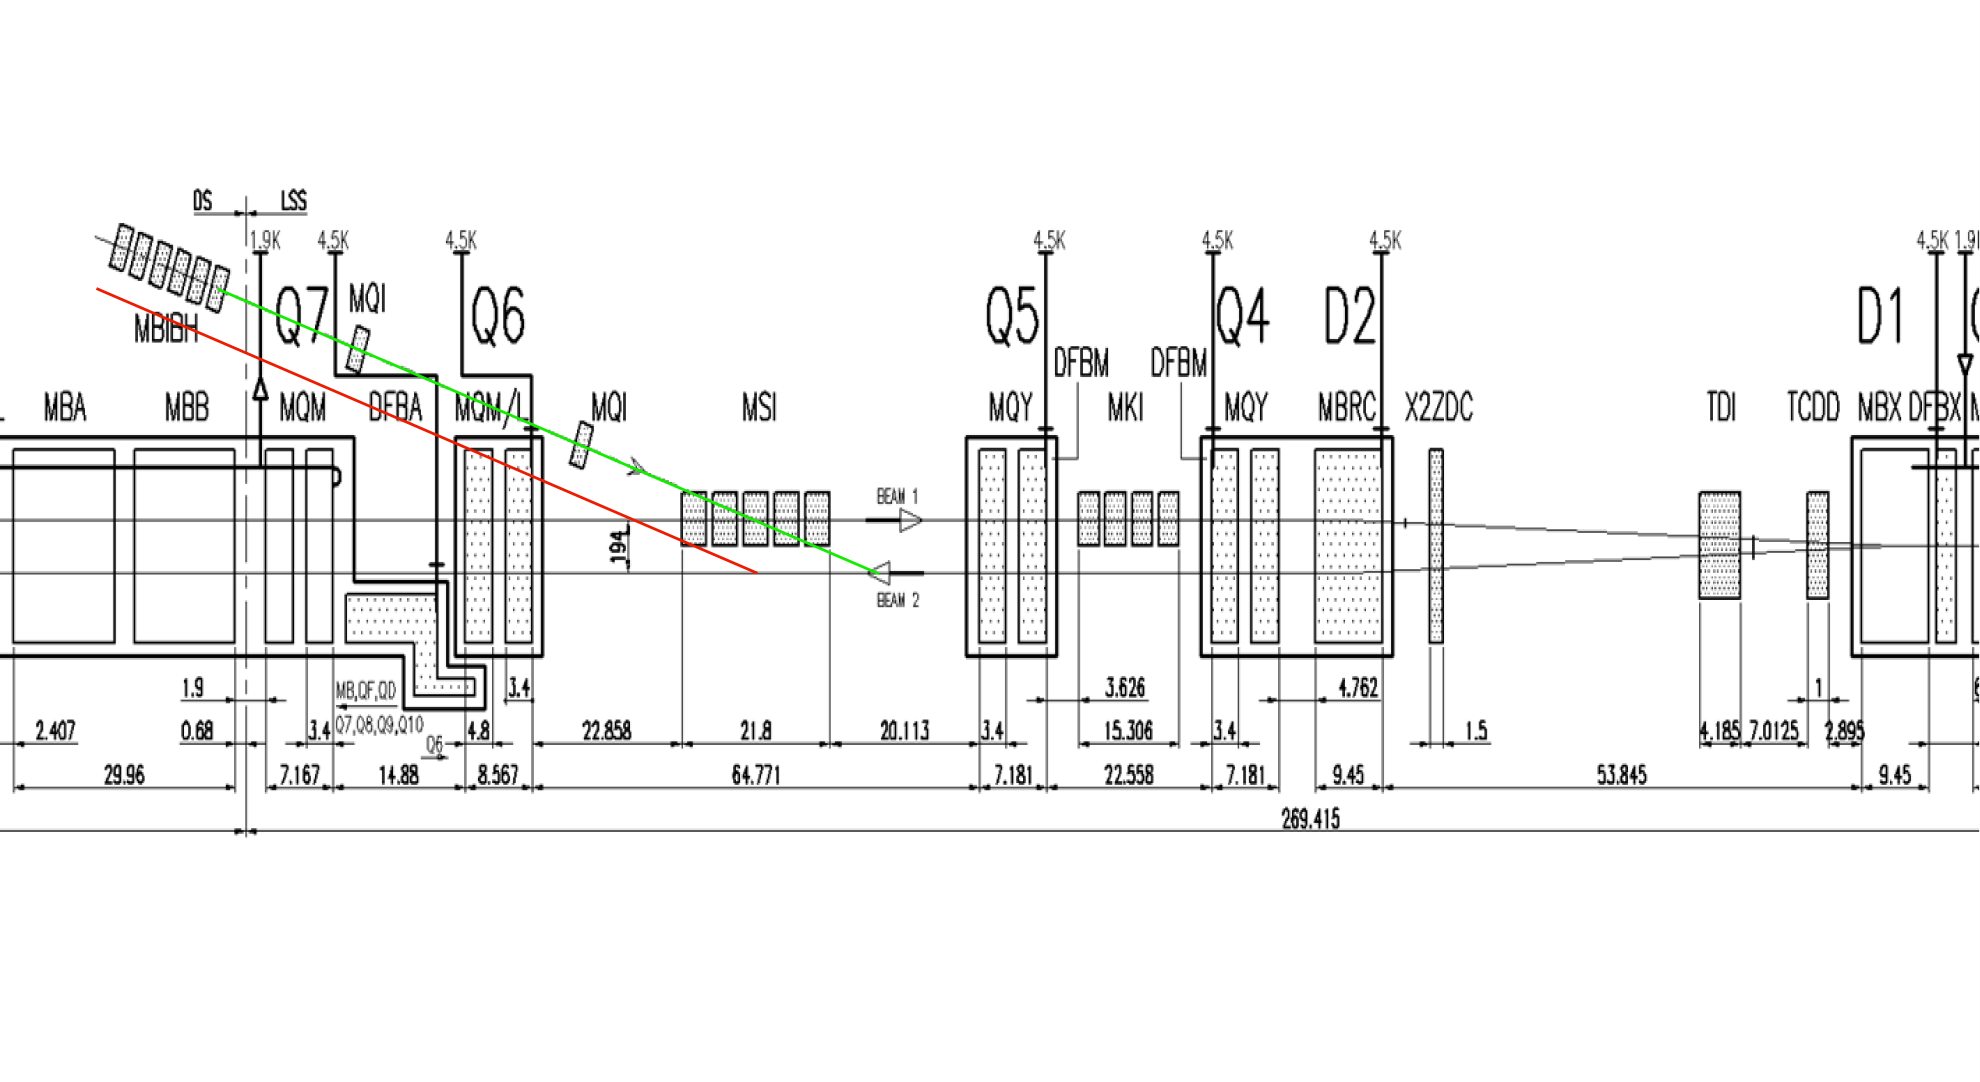 DS LSS
1.9K 4.5K 4.5K 4.5K 4.5K 4.5K 4.5K
Q7 MQI Q6 Q5 Q4 D2 D1
MBIBH
DFBM DFBM
MBA MBB MQM DFBA MQM/L MQI MSI MQY MKI MQY MBRC X2ZDC TDI TCDD MBX DFBX
BEAM 1
194
BEAM 2
1.9 MB,QF,QD 3.4 3.626 4.762 1
2.407 0.68 3.4 Q7,Q8,Q9,Q10 4.8 22.858 21.8 20.113 3.4 15.306 3.4 1.5 4.185 7.0125 2.895
Q6
29.96 7.167 14.88 8.567 64.771 7.181 22.558 7.181 9.45 53.845 9.45
269.415